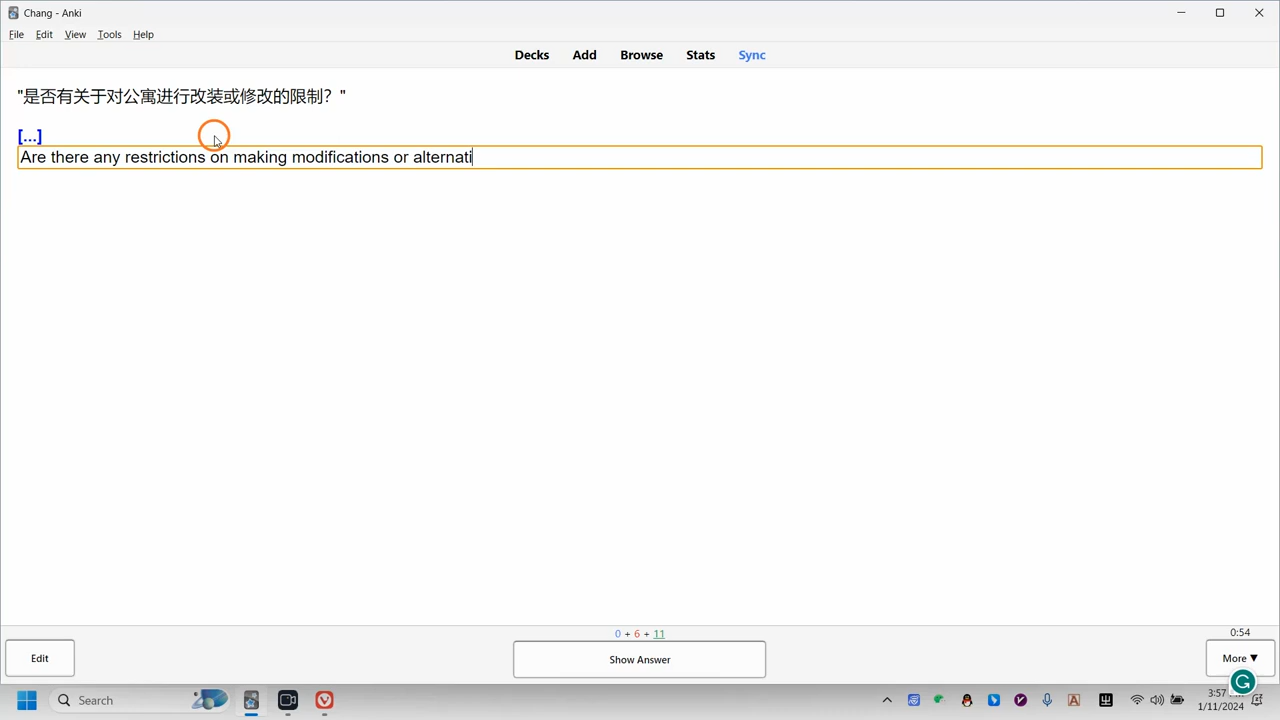 Chang - Anki
File Edit View Tools Help
Decks Add Browse Stats Sync
"是否有关于对公寓进行改装或修改的限制？"
[...]
Are there any restrictions on making modifications or alternati
0 + 6 + 11
0:54
Edit
Show Answer
More ▼
Search
3:57
1/11/2024